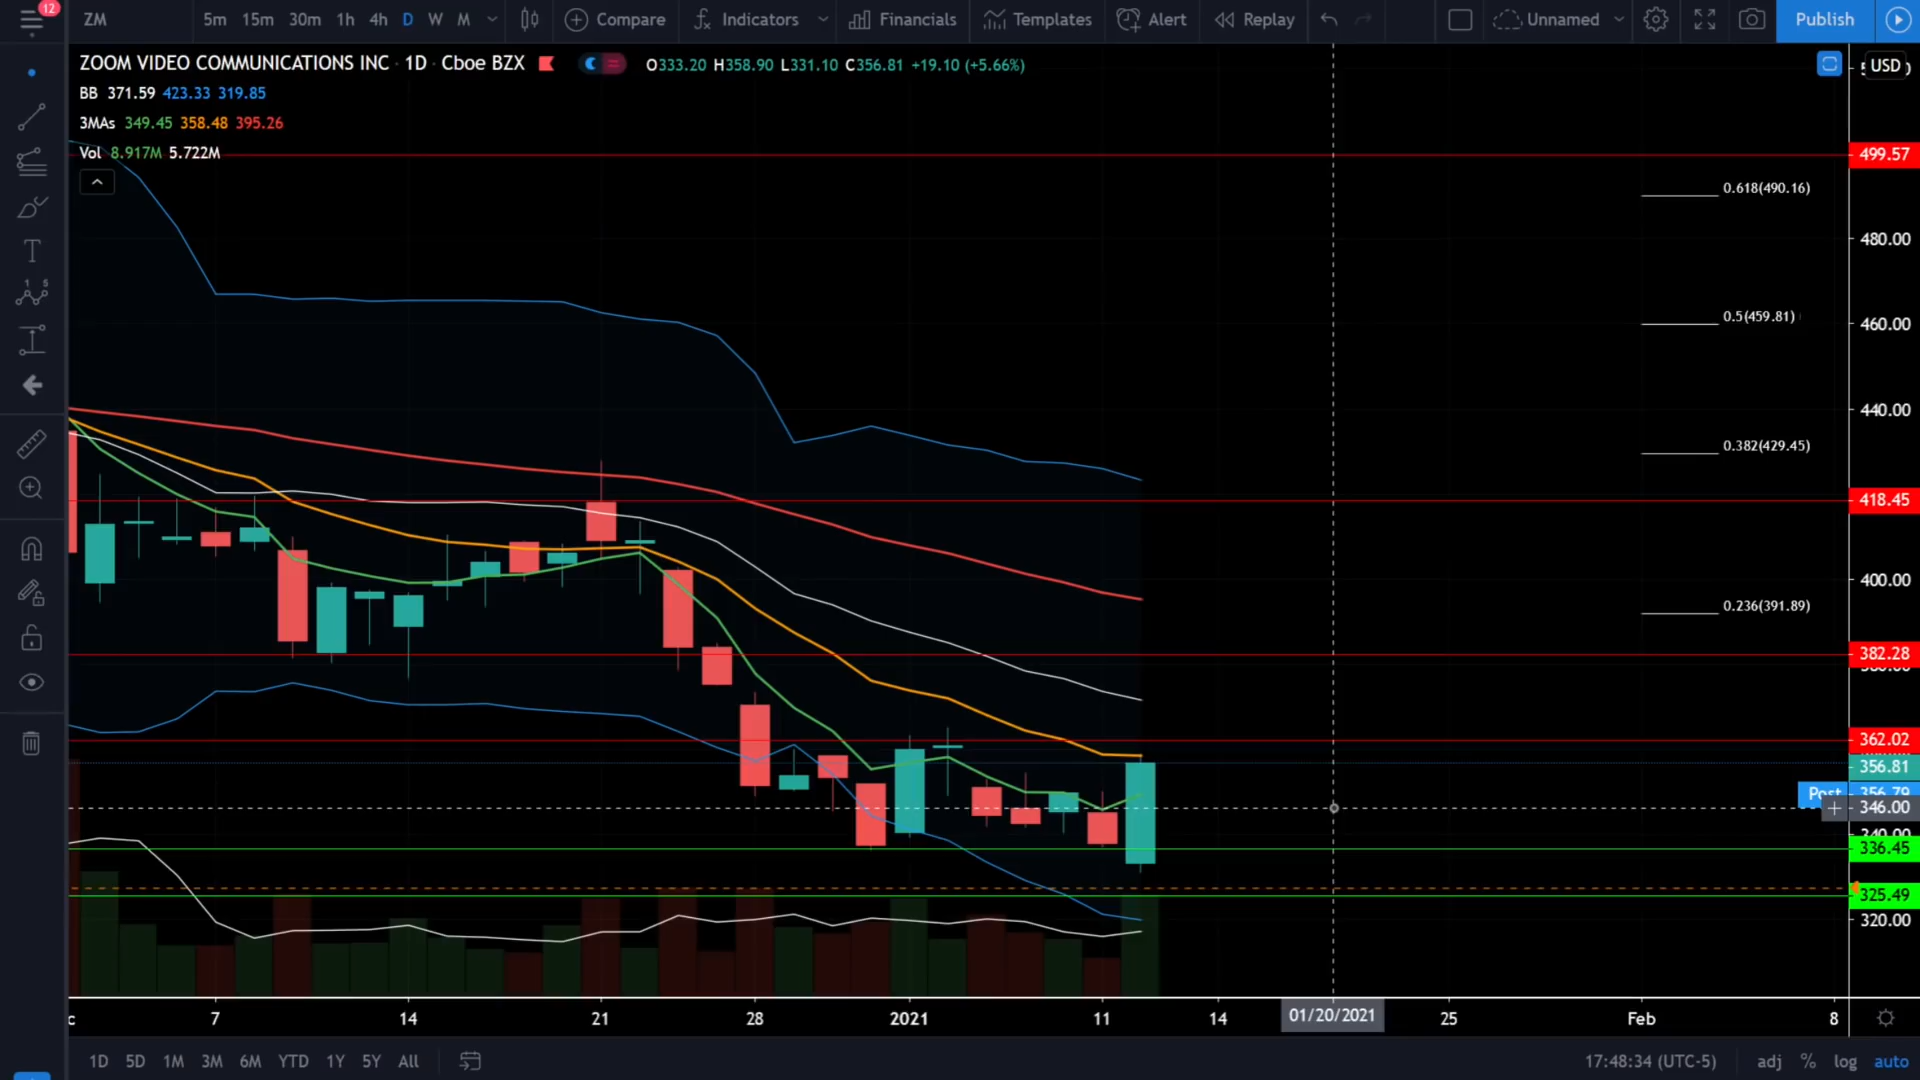 12
ZM
5m 15m 30m 1h 4h D W M
Compare
Indicators
Financials
Templates
Alert
Replay
Unnamed
Publish
ZOOM VIDEO COMMUNICATIONS INC · 1D · Cboe BZX
O333.20 H358.90 L331.10 C356.81 +19.10 (+5.66%)
USD
BB 371.59 423.33 319.85
3MAs 349.45 358.48 395.26
Vol 8.917M 5.722M
499.57
0.618(490.16)
480.00
0.5(459.81)
460.00
440.00
0.382(429.45)
418.45
400.00
0.236(391.89)
382.28
362.02
356.81
Post 356.79
346.00
340.00
336.45
325.49
320.00
c 7 14 21 28 2021 11 14 01/20/2021 25 Feb 8
1D 5D 1M 3M 6M YTD 1Y 5Y All
17:48:34 (UTC-5)
adj % log auto